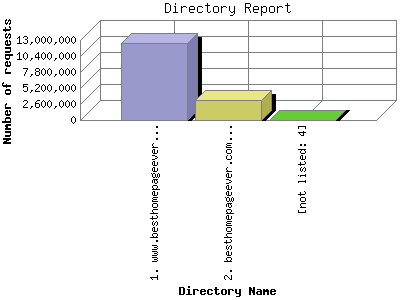 Directory Report
Number of requests
13,000,000
10,400,000
7,800,000
5,200,000
2,600,000
0
1. www.besthomepageever...
2. besthomepageever.com...
[not listed: 4]
Directory Name